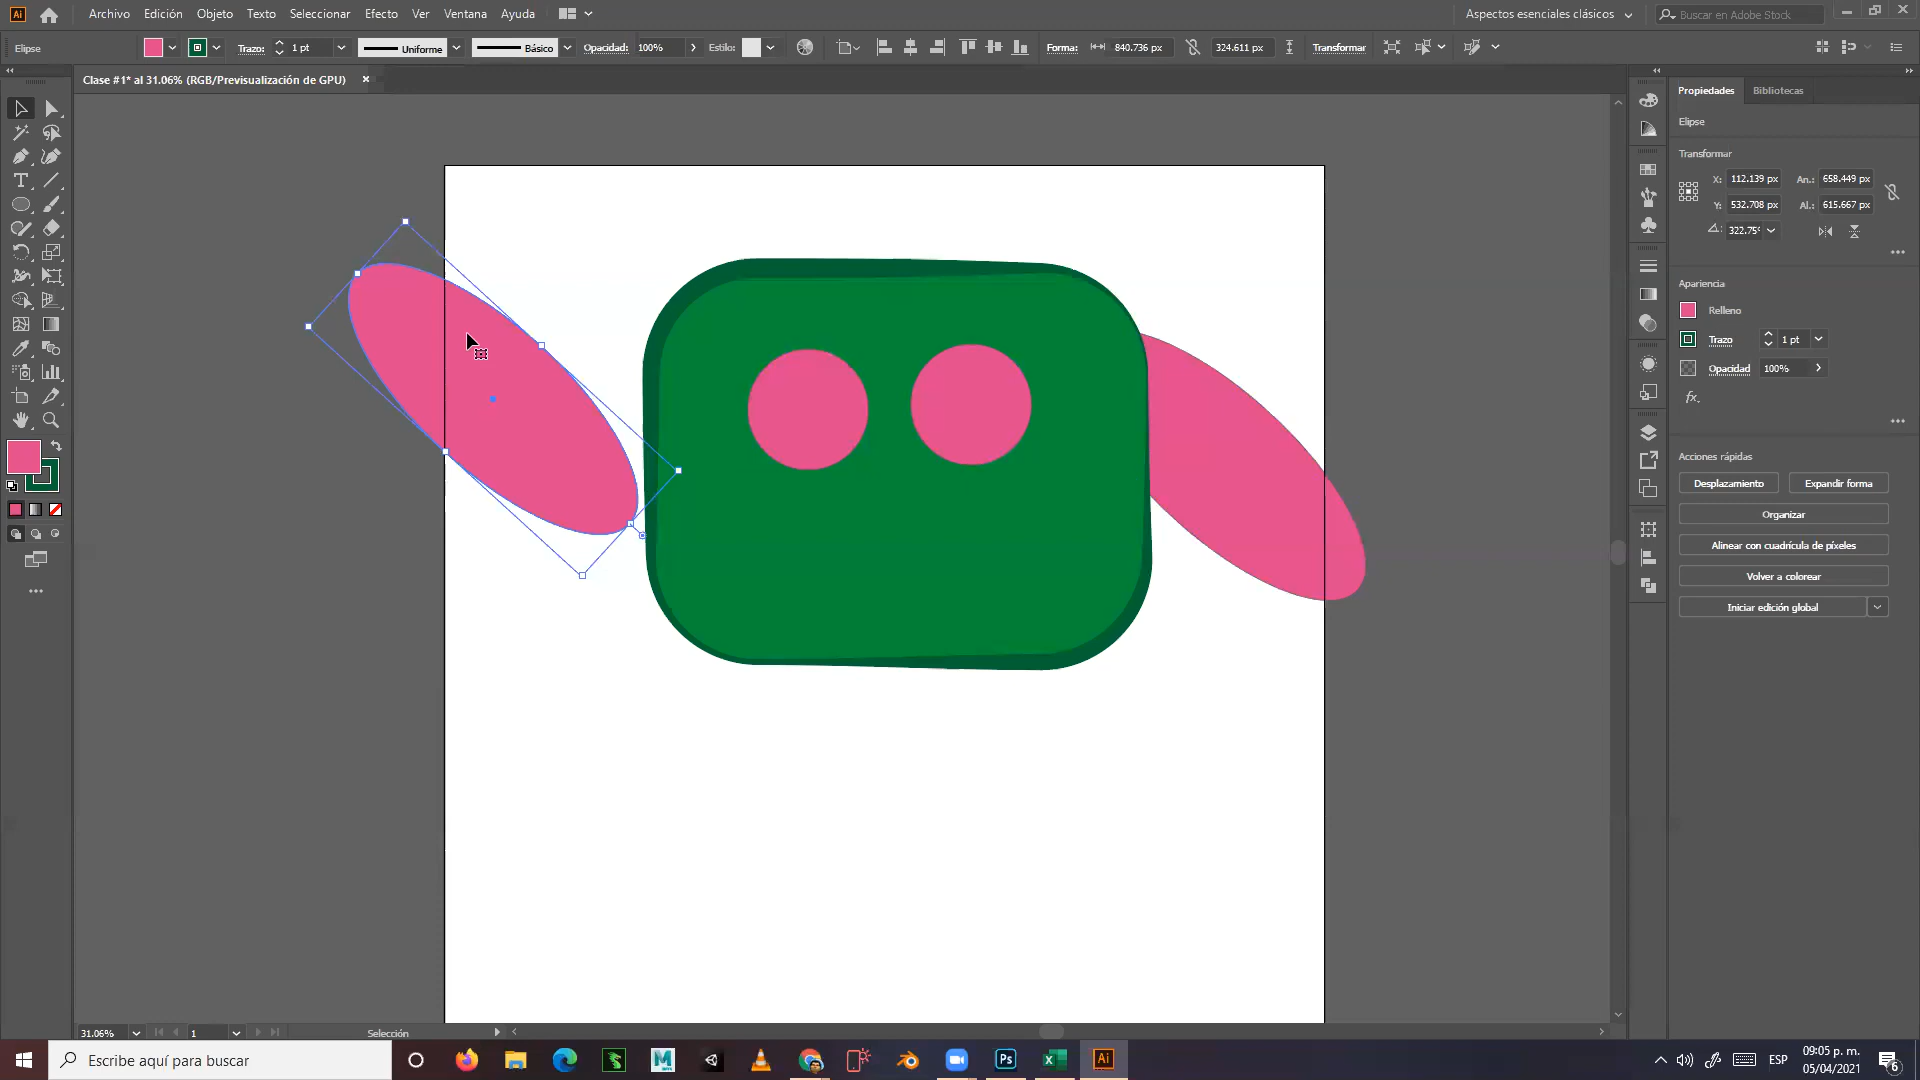 Ai Archivo Edición Objeto Texto Seleccionar Efecto Ver Ventana Ayuda Aspectos esenciales clásicos Buscar en Adobe Stock
Elipse Trazo: 1 pt Uniforme Básico Opacidad: 100% Estilo: Forma: 840.736 px 324.611 px Transformar
Clase #1* al 31.06% (RGB/Previsualización de GPU)
Propiedades Bibliotecas
Elipse
Transformar
X: 112.139 px An.: 658.449 px
Y: 532.708 px Al.: 615.667 px
322.75°
Apariencia
Relleno
Trazo 1 pt
Opacidad 100%
fx
Acciones rápidas
Desplazamiento Expandir forma
Organizar
Alinear con cuadrícula de píxeles
Volver a colorear
Iniciar edición global
31.06% 1 Selección
Escribe aquí para buscar
Ps
Ai
ESP
09:05 p. m.
05/04/2021
6